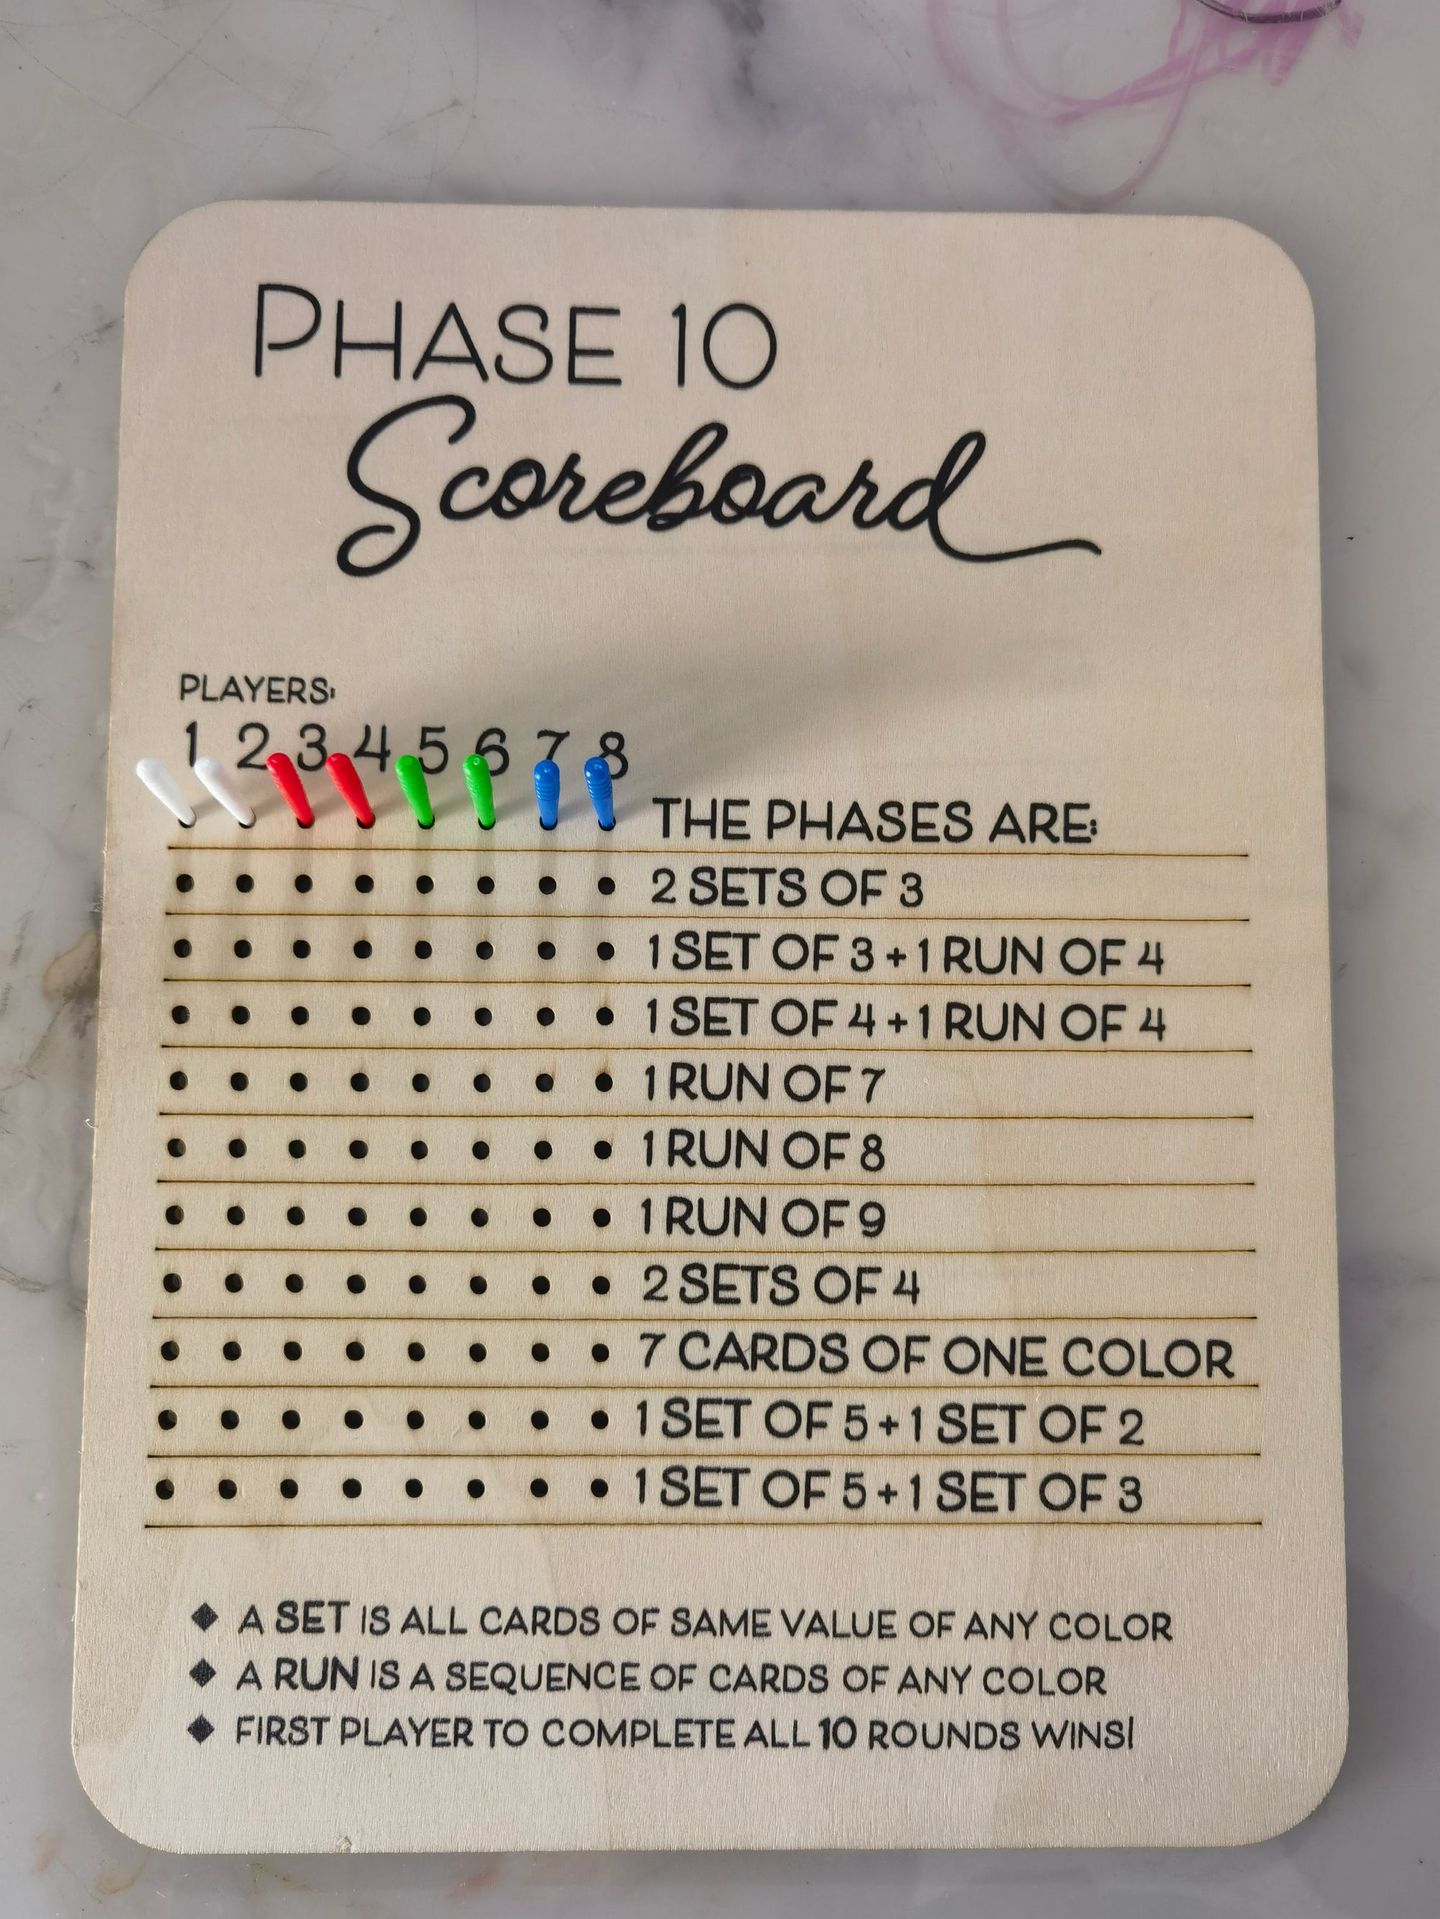 PHASE 10
Scoreboard
PLAYERS:
1 2 3 4 5 6 7 8
THE PHASES ARE:
2 SETS OF 3
1 SET OF 3 + 1 RUN OF 4
1 SET OF 4 + 1 RUN OF 4
1 RUN OF 7
1 RUN OF 8
1 RUN OF 9
2 SETS OF 4
7 CARDS OF ONE COLOR
1 SET OF 5 + 1 SET OF 2
1 SET OF 5 + 1 SET OF 3
◆ A SET IS ALL CARDS OF SAME VALUE OF ANY COLOR
◆ A RUN IS A SEQUENCE OF CARDS OF ANY COLOR
◆ FIRST PLAYER TO COMPLETE ALL 10 ROUNDS WINS!